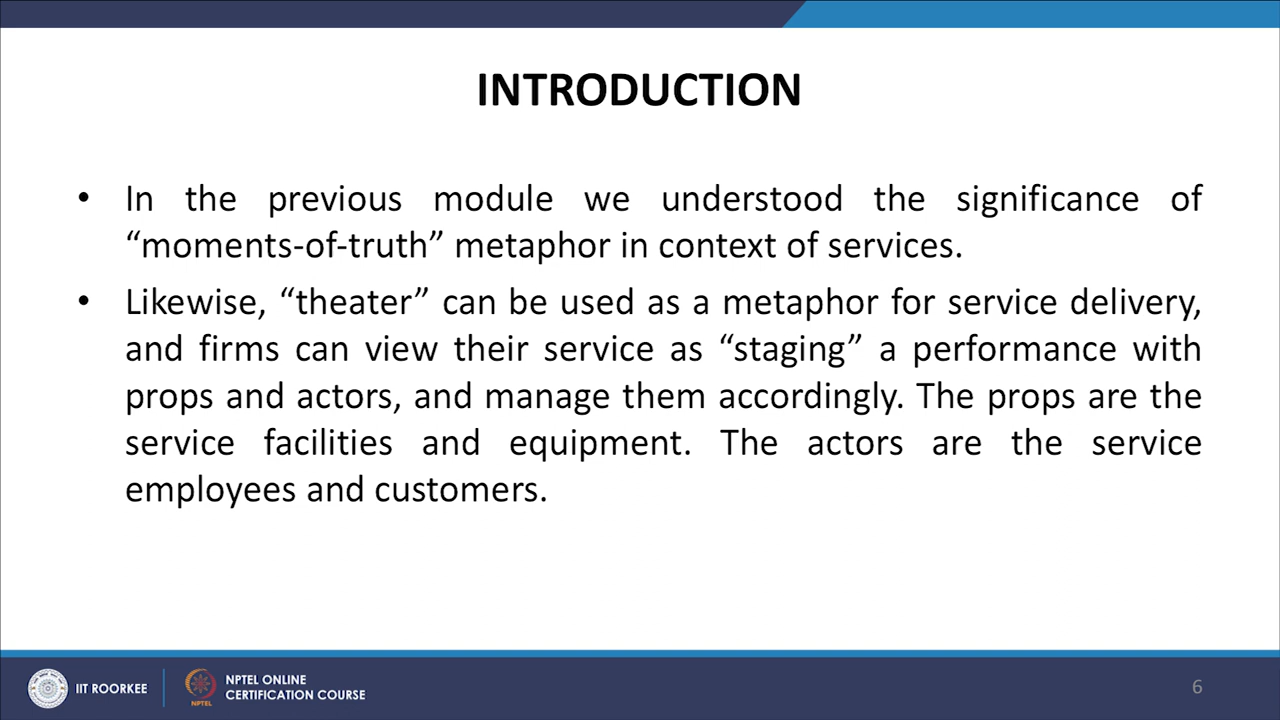 INTRODUCTION
• In the previous module we understood the significance of
“moments-of-truth” metaphor in context of services.
• Likewise, “theater” can be used as a metaphor for service delivery,
and firms can view their service as “staging” a performance with
props and actors, and manage them accordingly. The props are the
service facilities and equipment. The actors are the service
employees and customers.
IIT ROORKEE
NPTEL
NPTEL ONLINE
CERTIFICATION COURSE
6